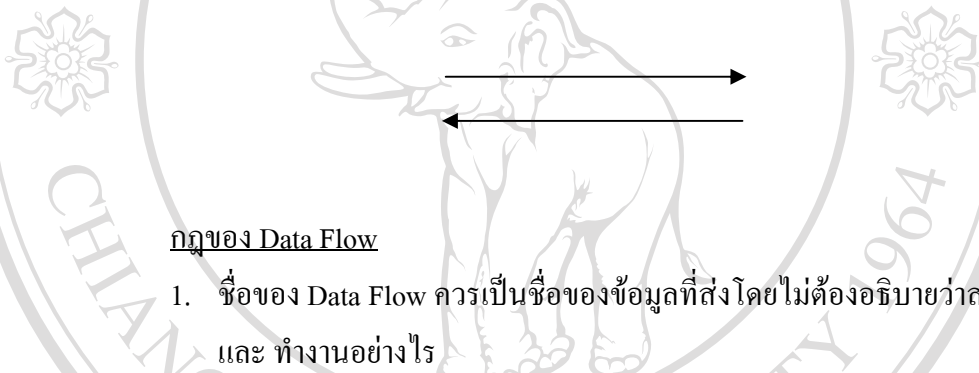 กฎของ Data Flow
1. ชื่อของ Data Flow ควรเป็นชื่อของข้อมูลที่ส่งโดยไม่ต้องอธิบายว่า
และ ทำงานอย่างไร
CHIANG
TY 1964